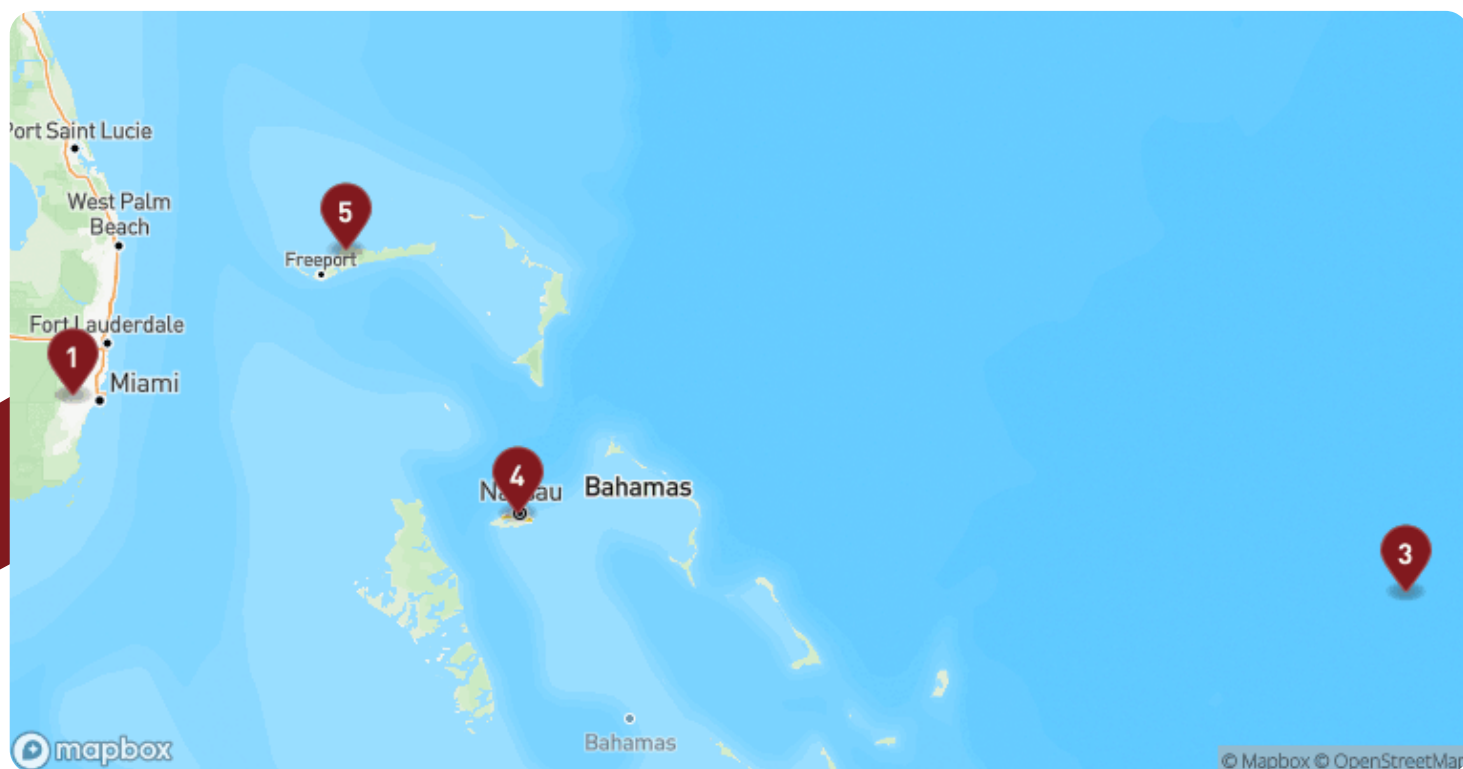 Port Saint Lucie
West Palm
Beach
5
Freeport
Fort Lauderdale
1
Miami
4
Nassau
Bahamas
3
Bahamas
mapbox
© Mapbox © OpenStreetMap